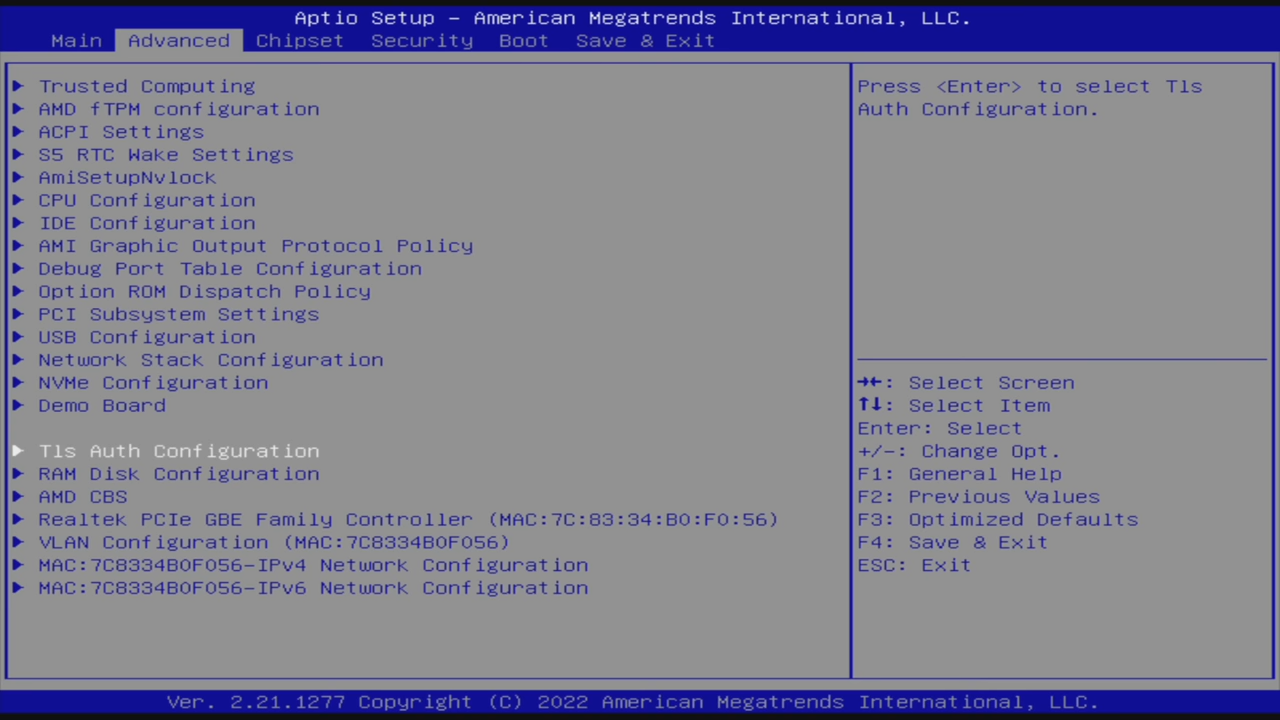 Aptio Setup – American Megatrends International, LLC.
Main Advanced Chipset Security Boot Save & Exit
Trusted Computing
AMD fTPM configuration
ACPI Settings
S5 RTC Wake Settings
AmiSetupNvlock
CPU Configuration
IDE Configuration
AMI Graphic Output Protocol Policy
Debug Port Table Configuration
Option ROM Dispatch Policy
PCI Subsystem Settings
USB Configuration
Network Stack Configuration
NVMe Configuration
Demo Board
Tls Auth Configuration
RAM Disk Configuration
AMD CBS
Realtek PCIe GBE Family Controller (MAC:7C:83:34:B0:F0:56)
VLAN Configuration (MAC:7C8334B0F056)
MAC:7C8334B0F056-IPv4 Network Configuration
MAC:7C8334B0F056-IPv6 Network Configuration
Press <Enter> to select Tls
Auth Configuration.
→←: Select Screen
↑↓: Select Item
Enter: Select
+/-: Change Opt.
F1: General Help
F2: Previous Values
F3: Optimized Defaults
F4: Save & Exit
ESC: Exit
Ver. 2.21.1277 Copyright (C) 2022 American Megatrends International, LLC.